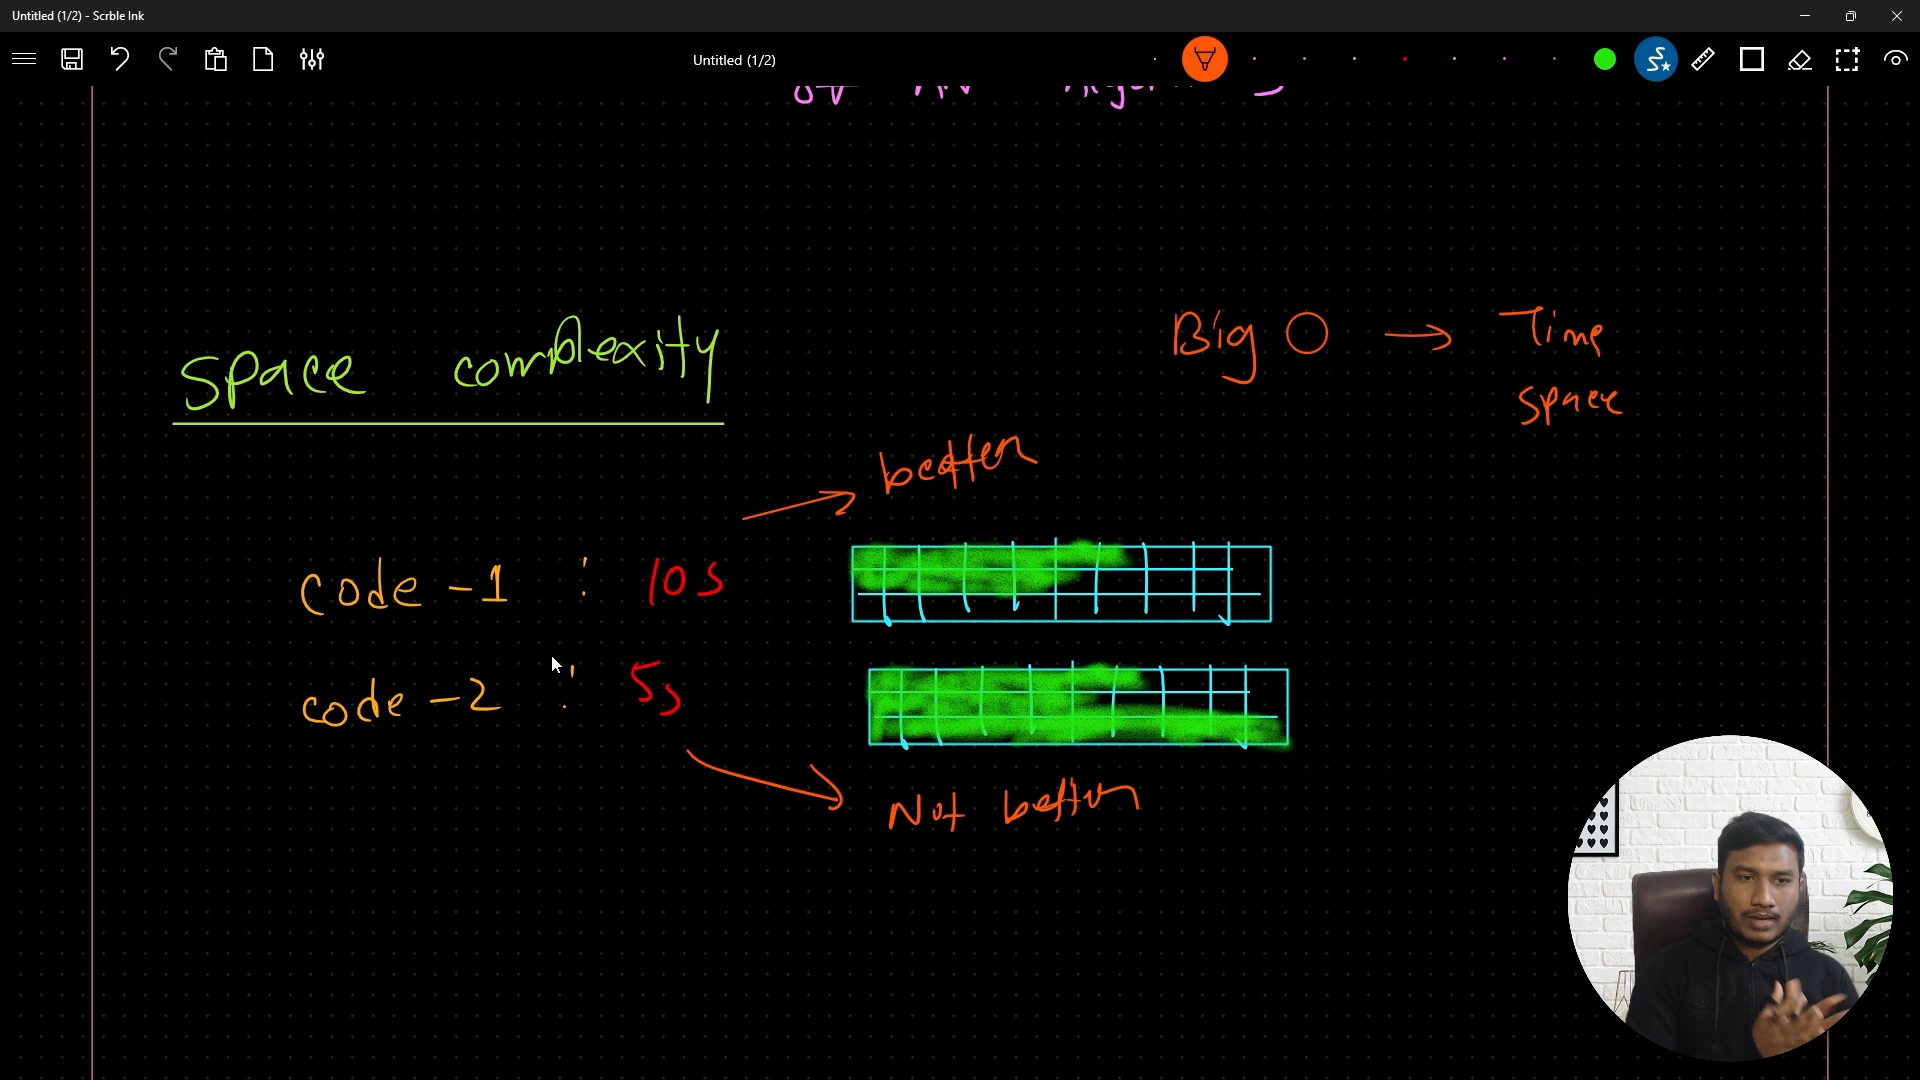 Untitled (1/2) - Scrble Ink
Untitled (1/2)
Space complexity
Big O → Time
Space
better
code - 1 : 10s
code - 2 : 5s
Not better